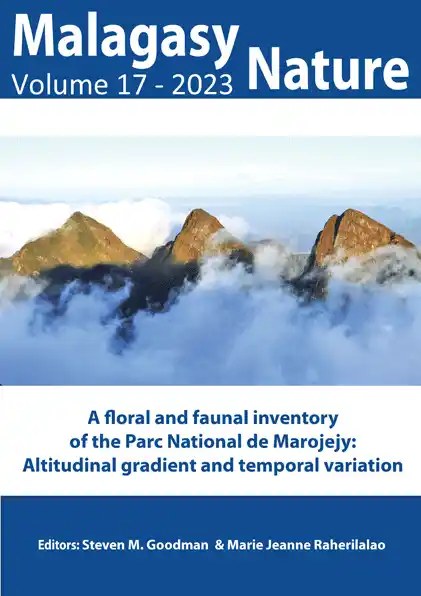 Malagasy
Nature
Volume 17 - 2023
A floral and faunal inventory
of the Parc National de Marojejy:
Altitudinal gradient and temporal variation
Editors: Steven M. Goodman & Marie Jeanne Raherilalao